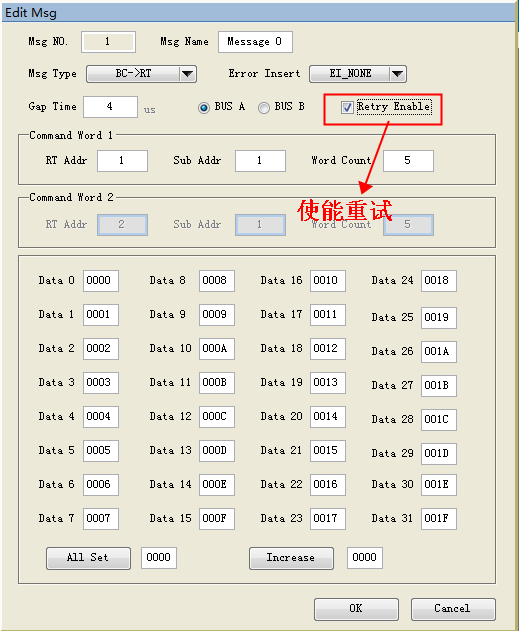 Edit Msg
Msg NO. 1 Msg Name Message 0
Msg Type BC->RT Error Insert EI_NONE
Gap Time 4 us BUS A BUS B Retry Enable
Command Word 1
RT Addr 1 Sub Addr 1 Word Count 5
Command Word 2
使能重试
RT Addr 2 Sub Addr 1 Word Count 5
Data 0 0000 Data 8 0008 Data 16 0010 Data 24 0018
Data 1 0001 Data 9 0009 Data 17 0011 Data 25 0019
Data 2 0002 Data 10 000A Data 18 0012 Data 26 001A
Data 3 0003 Data 11 000B Data 19 0013 Data 27 001B
Data 4 0004 Data 12 000C Data 20 0014 Data 28 001C
Data 5 0005 Data 13 000D Data 21 0015 Data 29 001D
Data 6 0006 Data 14 000E Data 22 0016 Data 30 001E
Data 7 0007 Data 15 000F Data 23 0017 Data 31 001F
All Set 0000 Increase 0000
OK Cancel